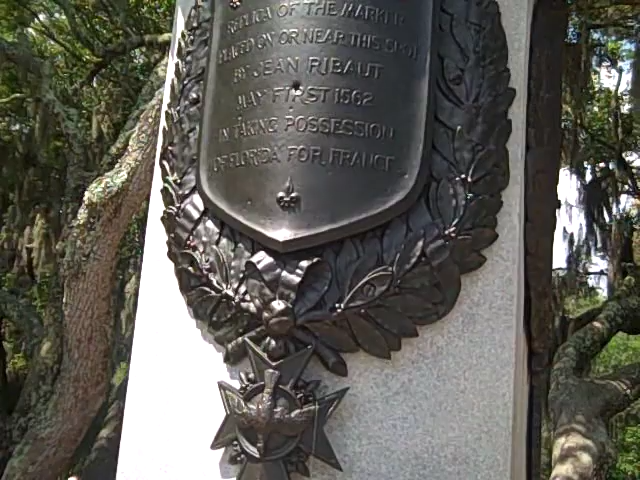 REPLICA OF THE MARKER
PLACED ON OR NEAR THIS SPOT
BY JEAN RIBAUT
MAY FIRST 1562
IN TAKING POSSESSION
OF FLORIDA FOR FRANCE